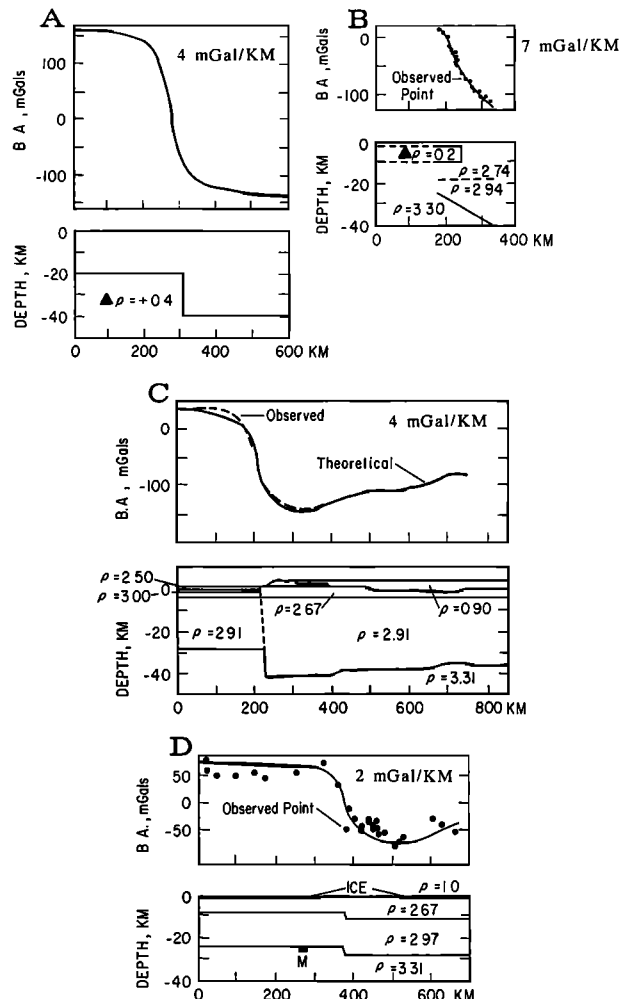 A
4 mGal/KM
B A, mGals
100
0
-100
DEPTH, KM
0
-20
-40
▲ ρ = +0 4
0
200
400
600 KM
B
7 mGal/KM
B A, mGals
0
-100
Observed
Point
DEPTH, KM
0
-20
-40
▲ρ=0.2
ρ=2.74
ρ=2 94
ρ=3 30
0
200
400
KM
C
4 mGal/KM
B.A, mGals
0
-100
Observed
Theoretical
ρ=2 50
ρ=3.00
DEPTH, KM
0
-20
-40
ρ=2 67
ρ=0.90
ρ=2 91
ρ=2.91
ρ=3.31
0
200
400
600
800 KM
D
2 mGal/KM
B A., mGals
50
0
-50
Observed Point
DEPTH, KM
0
-20
-40
ICE
ρ=1 0
ρ=2 67
ρ=2 97
ρ=3.31
M
0
200
400
600
KM